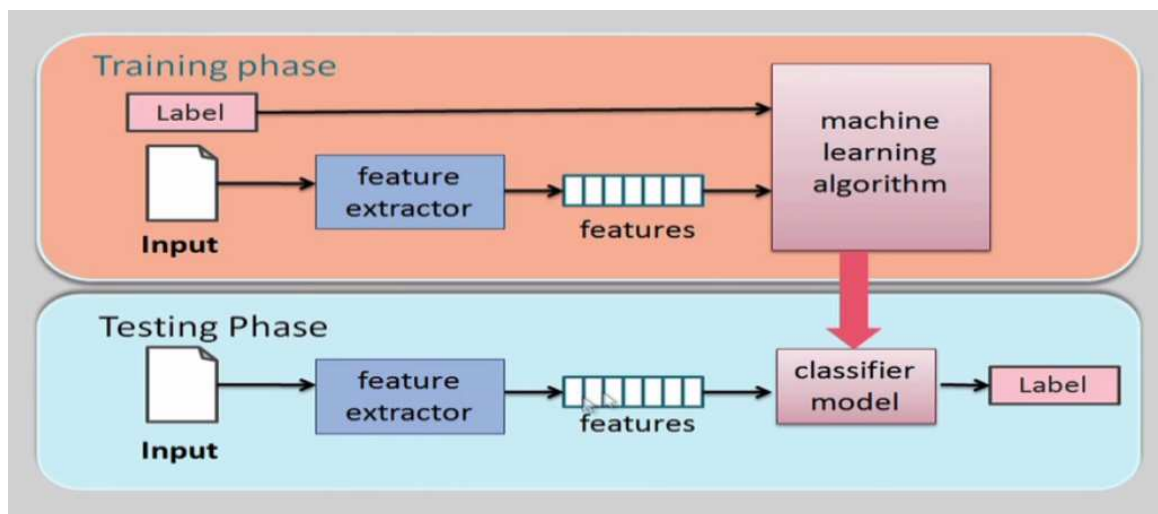 Training phase
Label
machine
learning
algorithm
feature
extractor
features
Input
Testing Phase
feature
extractor
features
classifier
model
Label
Input